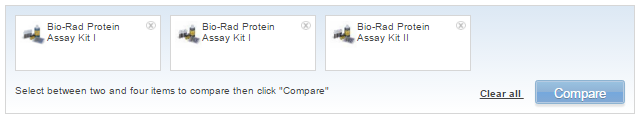 Bio-Rad Protein
Assay Kit I
Bio-Rad Protein
Assay Kit I
Bio-Rad Protein
Assay Kit II
Select between two and four items to compare then click "Compare"
Clear all
Compare